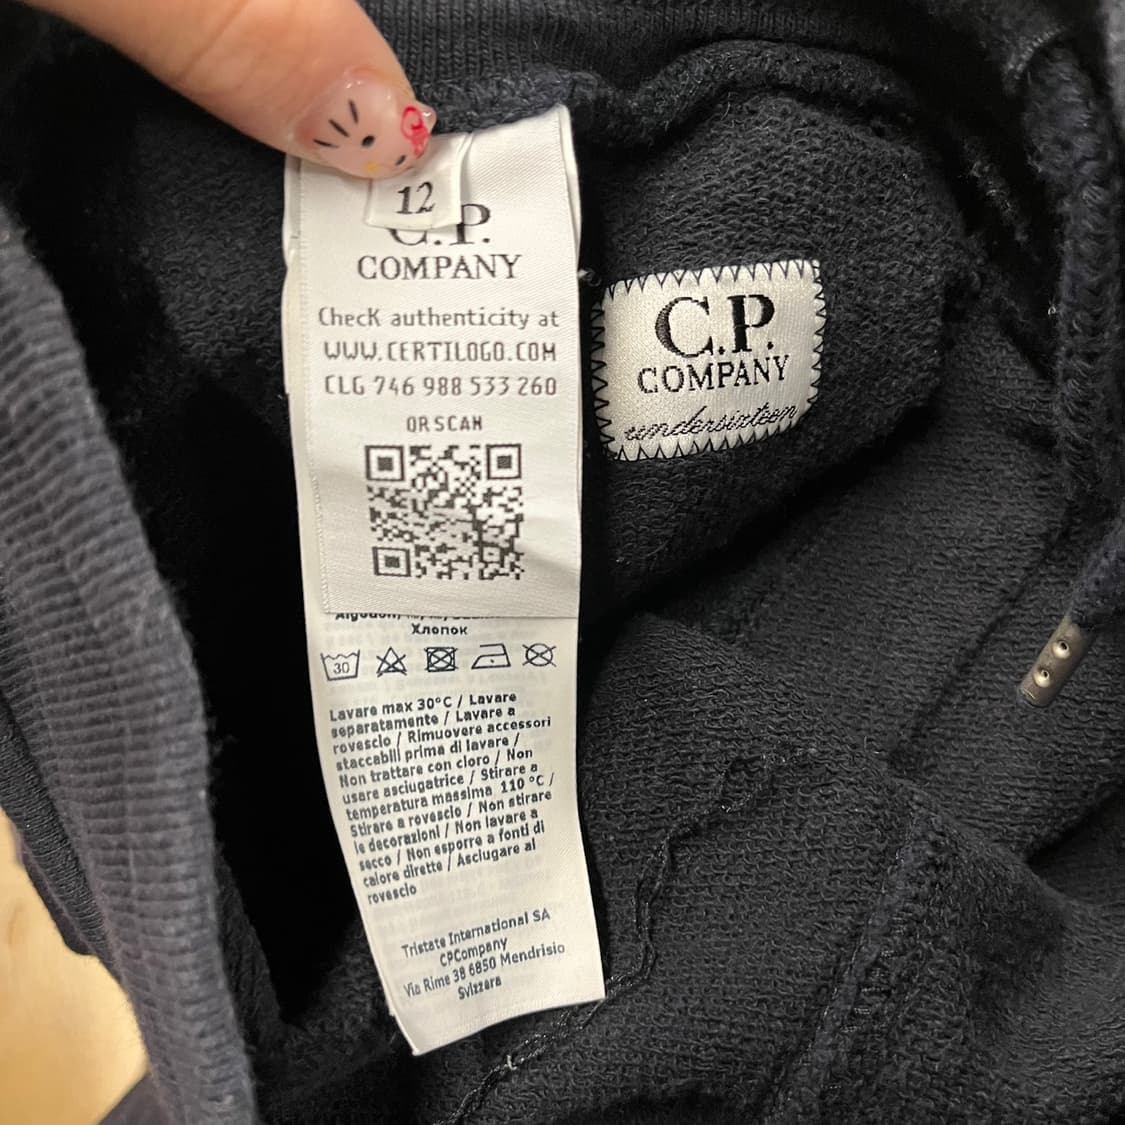 12
C.P.
COMPANY
Check authenticity at
WWW.CERTILOGO.COM
CLG 746 988 533 260
OR SCAN
Хлопок
30
Lavare max 30°C / Lavare
separatamente / Lavare a
rovescio / Rimuovere accessori
staccabili prima di lavare /
Non trattare con cloro / Non
usare asciugatrice / Stirare a
temperatura massima 110 °C /
Stirare a rovescio / Non stirare
le decorazioni / Non lavare a
secco / Non esporre a fonti di
calore dirette / Asciugare al
rovescio
Tristate International SA
CPCompany
Via Rime 38 6850 Mendrisio
Svizzera
C.P.
COMPANY
undersixteen